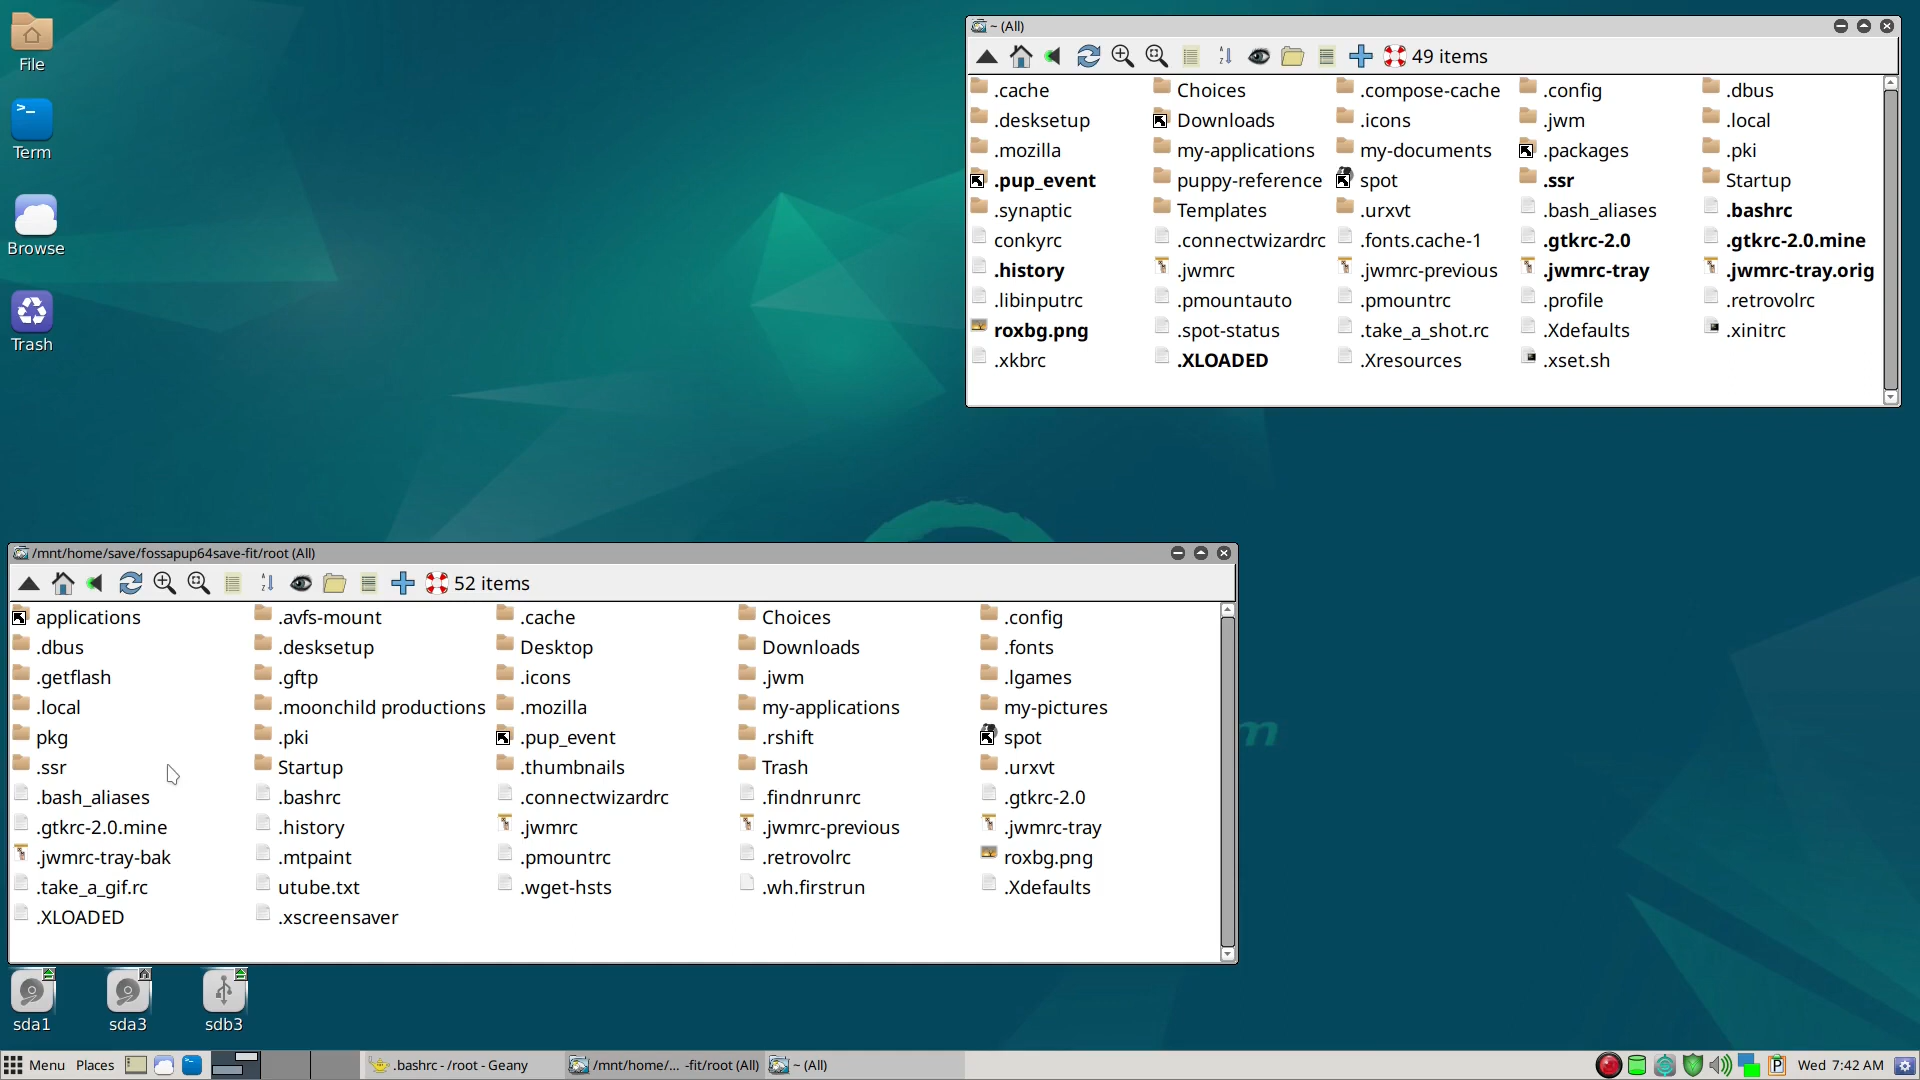 File
Term
>_
Browse
Trash
~ (All)
49 items
.cache Choices .compose-cache .config .dbus
.desksetup Downloads .icons .jwm .local
.mozilla my-applications my-documents .packages .pki
.pup_event puppy-reference spot .ssr Startup
.synaptic Templates .urxvt .bash_aliases .bashrc
conkyrc .connectwizardrc .fonts.cache-1 .gtkrc-2.0 .gtkrc-2.0.mine
.history .jwmrc .jwmrc-previous .jwmrc-tray .jwmrc-tray.orig
.libinputrc .pmountauto .pmountrc .profile .retrovolrc
roxbg.png .spot-status .take_a_shot.rc .Xdefaults .xinitrc
.xkbrc .XLOADED .Xresources .xset.sh
/mnt/home/save/fossapup64save-fit/root (All)
52 items
applications .avfs-mount .cache Choices .config
.dbus .desksetup Desktop Downloads .fonts
.getflash .gftp .icons .jwm .lgames
.local .moonchild productions .mozilla my-applications my-pictures
pkg .pki .pup_event .rshift spot
.ssr Startup .thumbnails Trash .urxvt
.bash_aliases .bashrc .connectwizardrc .findnrunrc .gtkrc-2.0
.gtkrc-2.0.mine .history .jwmrc .jwmrc-previous .jwmrc-tray
.jwmrc-tray-bak .mtpaint .pmountrc .retrovolrc roxbg.png
.take_a_gif.rc utube.txt .wget-hsts .wh.firstrun .Xdefaults
.XLOADED .xscreensaver
sda1 sda3 sdb3
Menu Places .bashrc - /root - Geany /mnt/home/... -fit/root (All) ~ (All) Wed 7:42 AM